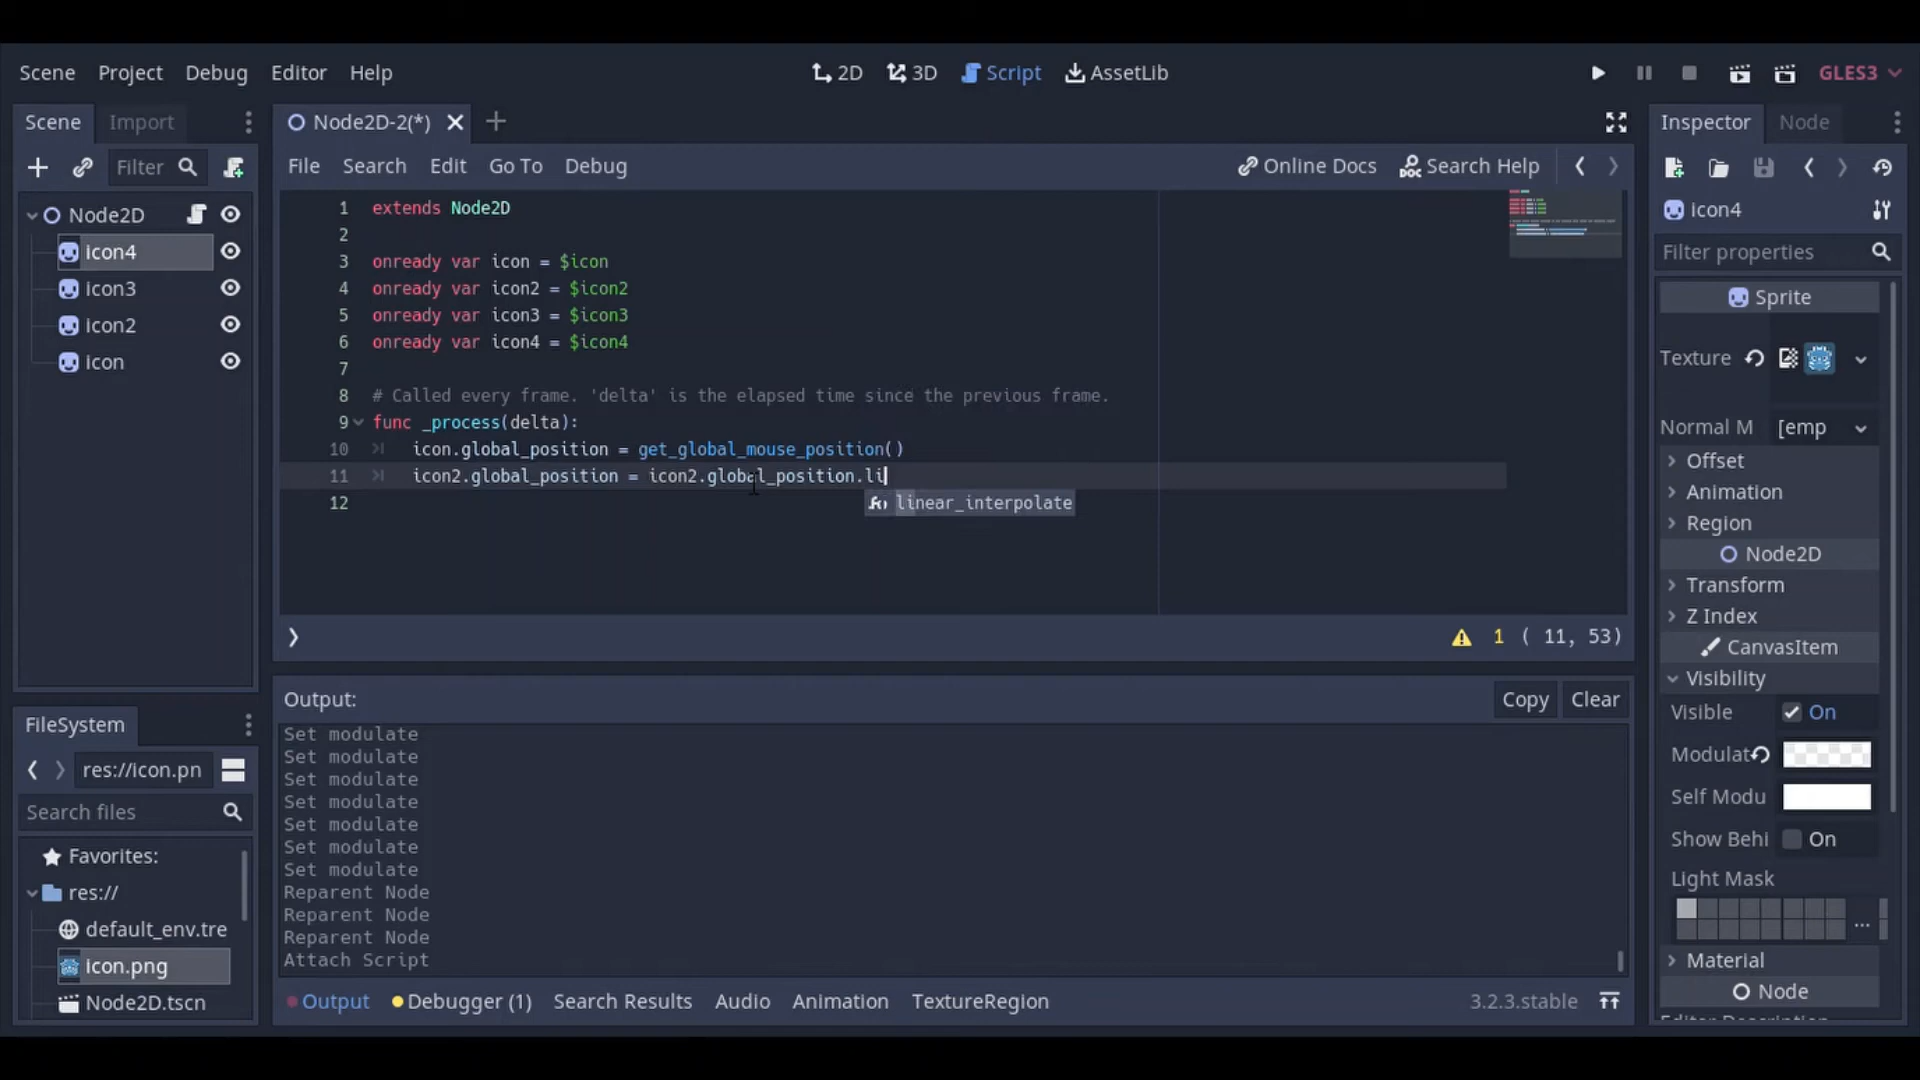 Scene Project Debug Editor Help
2D 3D Script AssetLib
GLES3
Scene Import
Node2D-2(*)
Inspector Node
Filter
File Search Edit Go To Debug
Online Docs Search Help
Node2D
icon4
icon3
icon2
icon
1 extends Node2D
2
3 onready var icon = $icon
4 onready var icon2 = $icon2
5 onready var icon3 = $icon3
6 onready var icon4 = $icon4
7
8 # Called every frame. 'delta' is the elapsed time since the previous frame.
9 func _process(delta):
10 icon.global_position = get_global_mouse_position()
11 icon2.global_position = icon2.global_position.li
linear_interpolate
12
1 ( 11, 53)
icon4
Filter properties
Sprite
Texture
Normal M [emp
Offset
Animation
Region
Node2D
Transform
Z Index
CanvasItem
Visibility
Visible On
Modulat
Self Modu
Show Behi On
Light Mask
...
Material
Node
Editor Description
FileSystem
res://icon.pn
Search files
Favorites:
res://
default_env.tre
icon.png
Node2D.tscn
Output:
Copy Clear
Set modulate
Set modulate
Set modulate
Set modulate
Set modulate
Set modulate
Set modulate
Reparent Node
Reparent Node
Reparent Node
Attach Script
Output Debugger (1) Search Results Audio Animation TextureRegion
3.2.3.stable